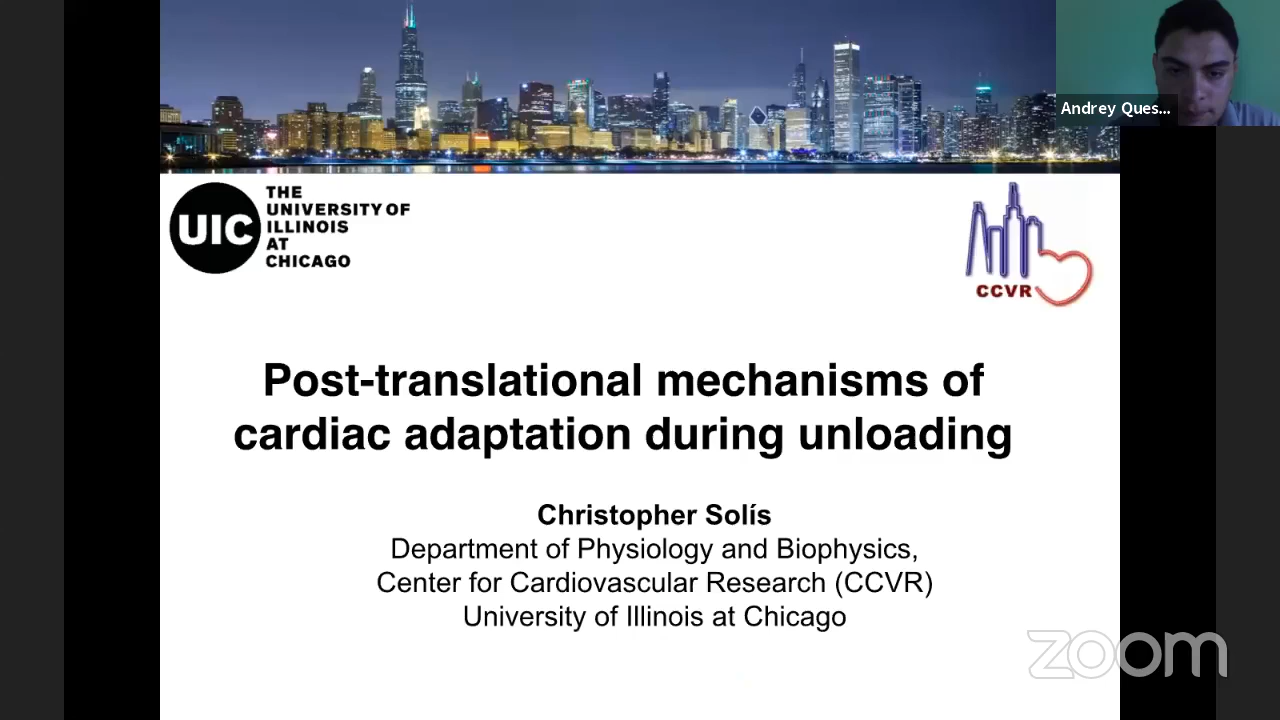 Andrey Ques...
UIC
THE
UNIVERSITY OF
ILLINOIS
AT
CHICAGO
CCVR
Post-translational mechanisms of
cardiac adaptation during unloading
Christopher Solís
Department of Physiology and Biophysics,
Center for Cardiovascular Research (CCVR)
University of Illinois at Chicago
zoom